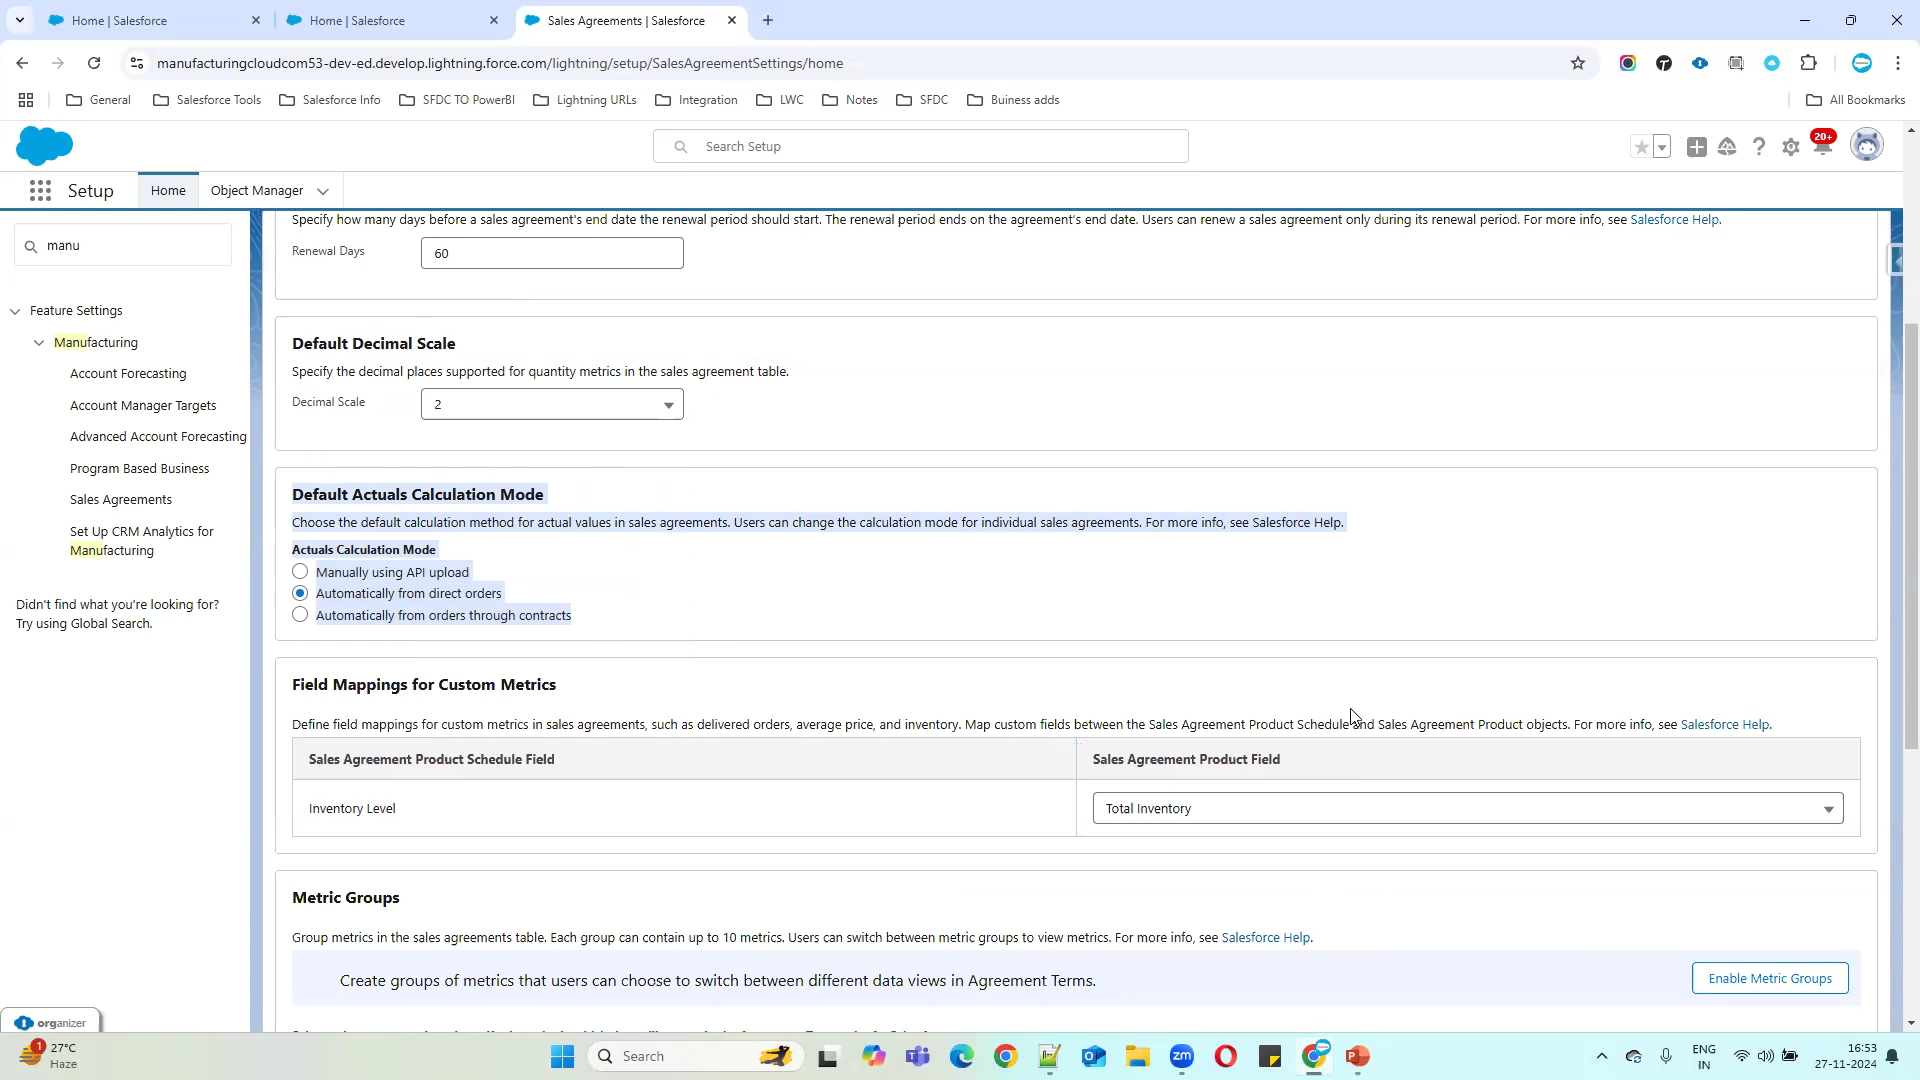 Home | Salesforce
Home | Salesforce
Sales Agreements | Salesforce
manufacturingcloudcom53-dev-ed.develop.lightning.force.com/lightning/setup/SalesAgreementSettings/home
General
Salesforce Tools
Salesforce Info
SFDC TO PowerBI
Lightning URLs
Integration
LWC
Notes
SFDC
Buiness adds
All Bookmarks
Search Setup
20+
Setup
Home
Object Manager
manu
Feature Settings
Manufacturing
Account Forecasting
Account Manager Targets
Advanced Account Forecasting
Program Based Business
Sales Agreements
Set Up CRM Analytics for
Manufacturing
Didn't find what you're looking for?
Try using Global Search.
Specify how many days before a sales agreement's end date the renewal period should start. The renewal period ends on the agreement's end date. Users can renew a sales agreement only during its renewal period. For more info, see Salesforce Help.
Renewal Days
60
Default Decimal Scale
Specify the decimal places supported for quantity metrics in the sales agreement table.
Decimal Scale
2
Default Actuals Calculation Mode
Choose the default calculation method for actual values in sales agreements. Users can change the calculation mode for individual sales agreements. For more info, see Salesforce Help.
Actuals Calculation Mode
Manually using API upload
Automatically from direct orders
Automatically from orders through contracts
Field Mappings for Custom Metrics
Define field mappings for custom metrics in sales agreements, such as delivered orders, average price, and inventory. Map custom fields between the Sales Agreement Product Schedule and Sales Agreement Product objects. For more info, see Salesforce Help.
Sales Agreement Product Schedule Field
Sales Agreement Product Field
Inventory Level
Total Inventory
Metric Groups
Group metrics in the sales agreements table. Each group can contain up to 10 metrics. Users can switch between metric groups to view metrics. For more info, see Salesforce Help.
Create groups of metrics that users can choose to switch between different data views in Agreement Terms.
Enable Metric Groups
organizer
1
27°C
Haze
Search
zm
ENG
IN
16:53
27-11-2024